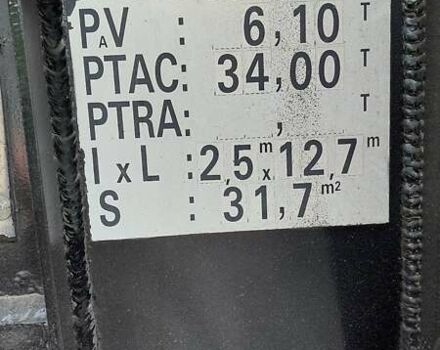 PAV : 6,10 T
PTAC: 34,00 T
PTRA: , T
I x L : 2,5 m x 12,7 m
S : 31,7 m²